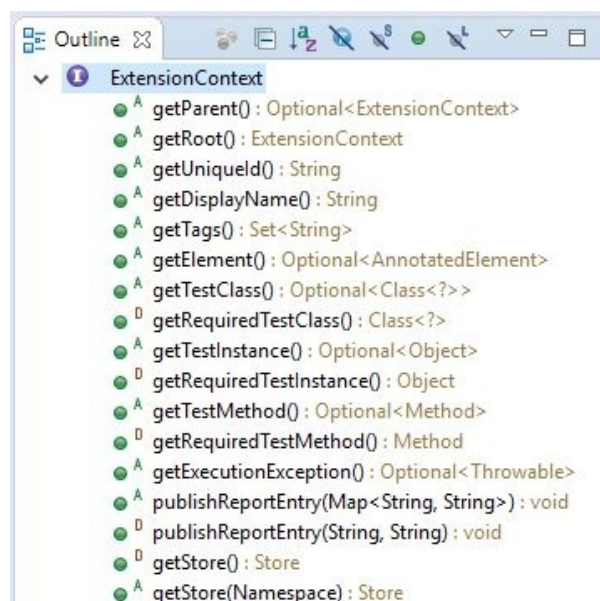 Outline
ExtensionContext
A getParent() : Optional<ExtensionContext>
A getRoot() : ExtensionContext
A getUniqueId() : String
A getDisplayName() : String
A getTags() : Set<String>
A getElement() : Optional<AnnotatedElement>
A getTestClass() : Optional<Class<?>>
D getRequiredTestClass() : Class<?>
A getTestInstance() : Optional<Object>
D getRequiredTestInstance() : Object
A getTestMethod() : Optional<Method>
D getRequiredTestMethod() : Method
A getExecutionException() : Optional<Throwable>
A publishReportEntry(Map<String, String>) : void
D publishReportEntry(String, String) : void
D getStore() : Store
A getStore(Namespace) : Store